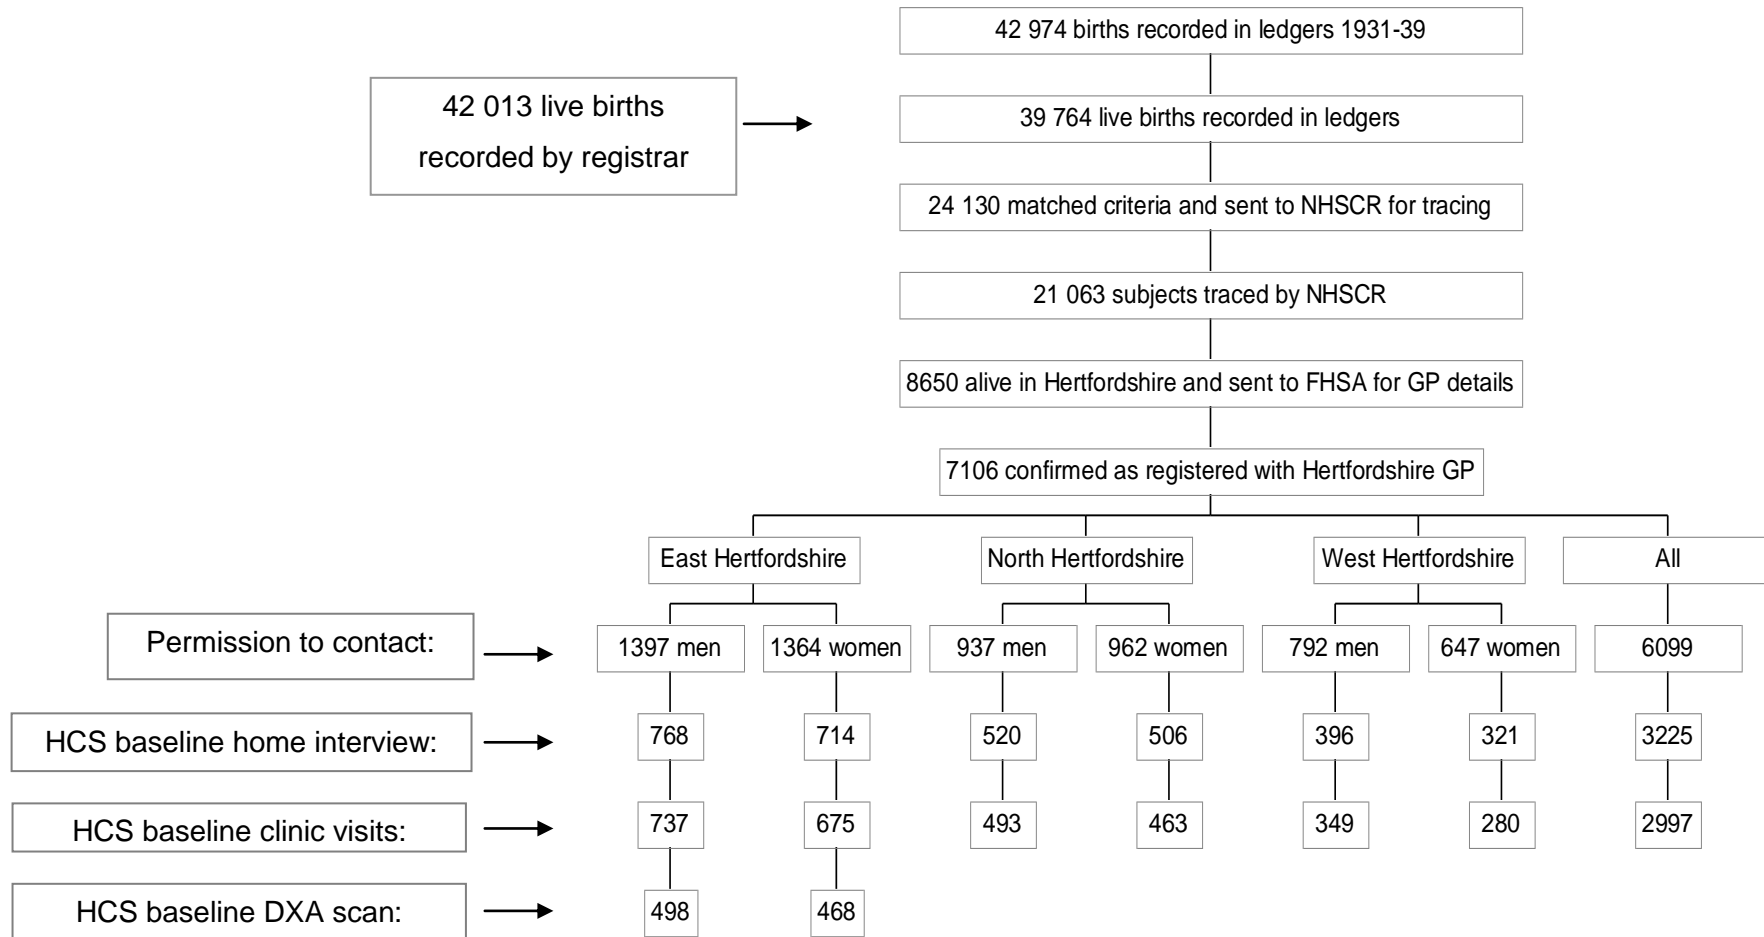 42 974 births recorded in ledgers 1931-39
42 013 live births
recorded by registrar
39 764 live births recorded in ledgers
24 130 matched criteria and sent to NHSCR for tracing
21 063 subjects traced by NHSCR
8650 alive in Hertfordshire and sent to FHSA for GP details
7106 confirmed as registered with Hertfordshire GP
East Hertfordshire North Hertfordshire West Hertfordshire All
Permission to contact: 1397 men 1364 women 937 men 962 women 792 men 647 women 6099
HCS baseline home interview: 768 714 520 506 396 321 3225
HCS baseline clinic visits: 737 675 493 463 349 280 2997
HCS baseline DXA scan: 498 468